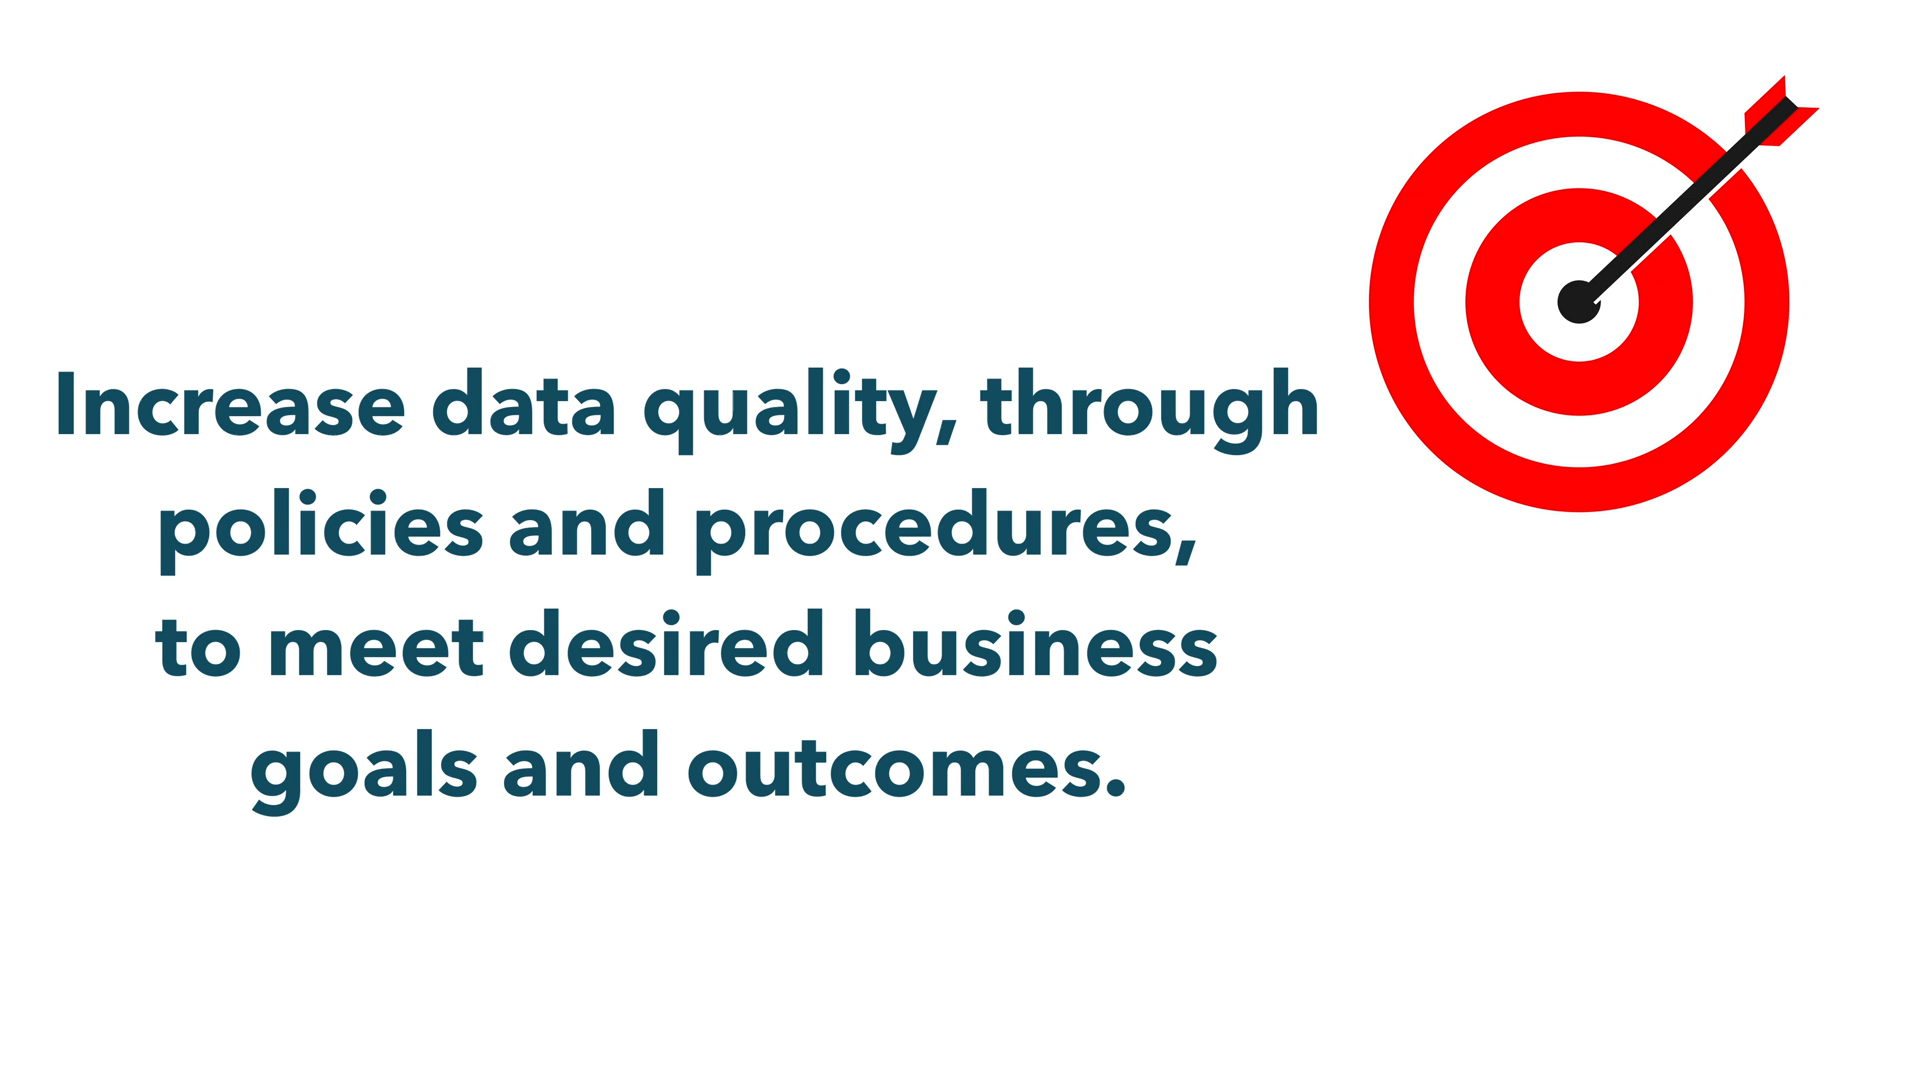 Increase data quality, through
policies and procedures,
to meet desired business
goals and outcomes.